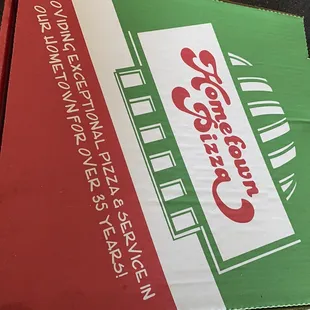 Hometown
Pizza
OVIDING EXCEPTIONAL PIZZA & SERVICE IN
OUR HOMETOWN FOR OVER 35 YEARS!